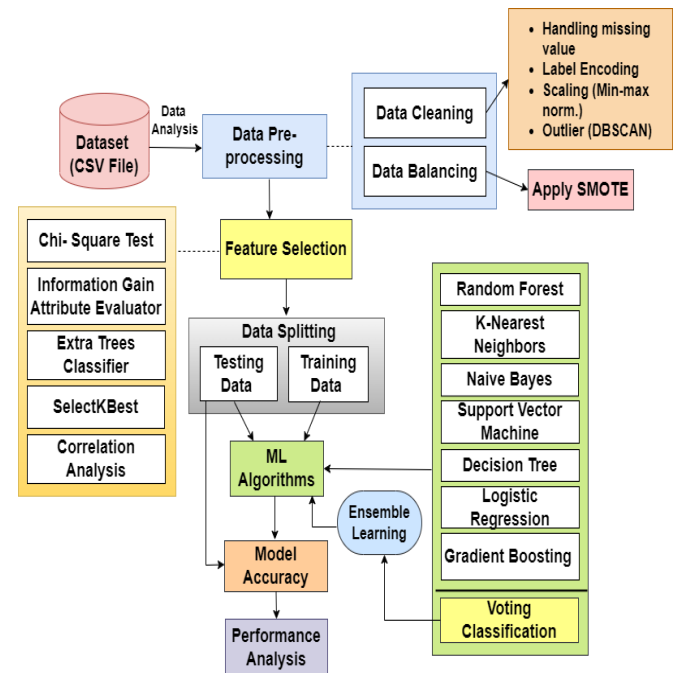 • Handling missing
value
• Label Encoding
• Scaling (Min-max
norm.)
• Outlier (DBSCAN)
Data
Analysis
Dataset
(CSV File)
Data Pre-
processing
Data Cleaning
Data Balancing
Apply SMOTE
Feature Selection
Chi- Square Test
Information Gain
Attribute Evaluator
Extra Trees
Classifier
SelectKBest
Correlation
Analysis
Data Splitting
Testing
Data
Training
Data
ML
Algorithms
Ensemble
Learning
Model
Accuracy
Performance
Analysis
Random Forest
K-Nearest
Neighbors
Naive Bayes
Support Vector
Machine
Decision Tree
Logistic
Regression
Gradient Boosting
Voting
Classification